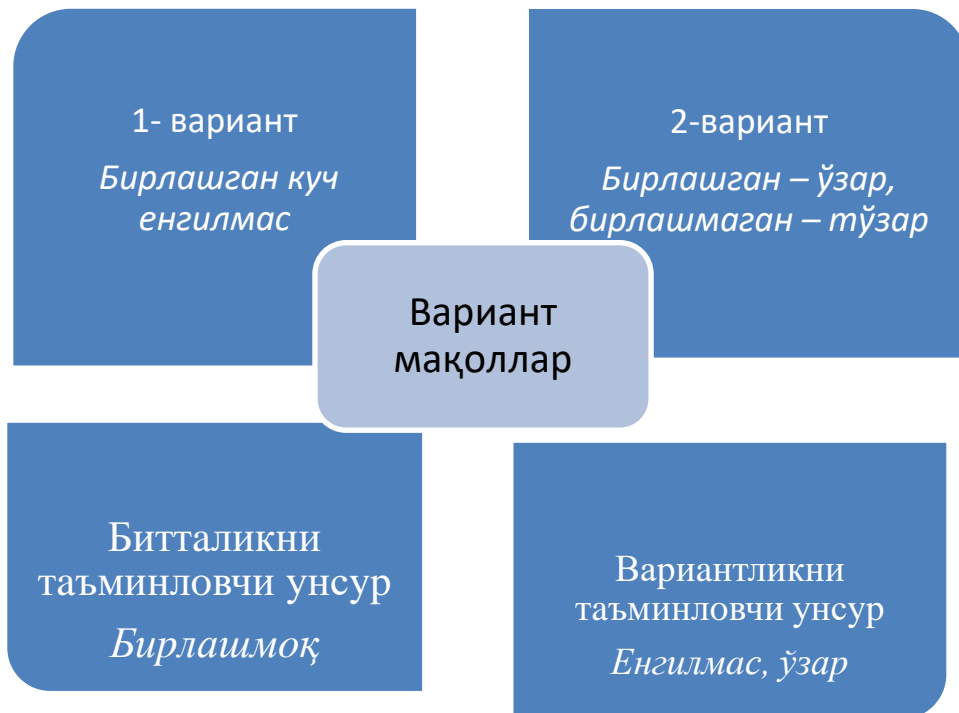 1- вариант
Бирлашган куч
енгилмас
2-вариант
Бирлашган – ўзар,
бирлашмаган – тўзар
Вариант
мақоллар
Битталикни
таъминловчи унсур
Бирлашмоқ
Вариантликни
таъминловчи унсур
Енгилмас, ўзар